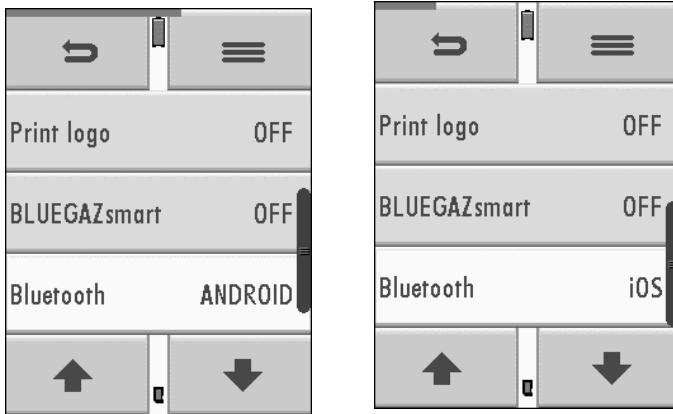 Print logo OFF
BLUEGAZsmart OFF
Bluetooth ANDROID
Print logo OFF
BLUEGAZsmart OFF
Bluetooth iOS